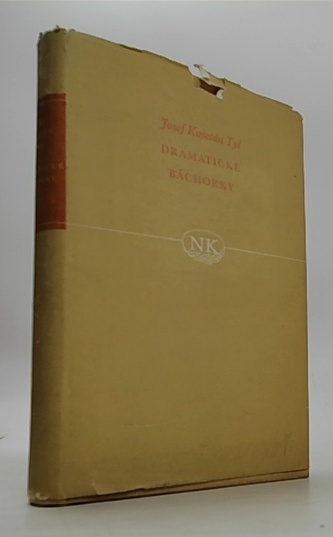 Josef Kajetán Tyl
DRAMATICKÉ
BÁCHORKY
NK